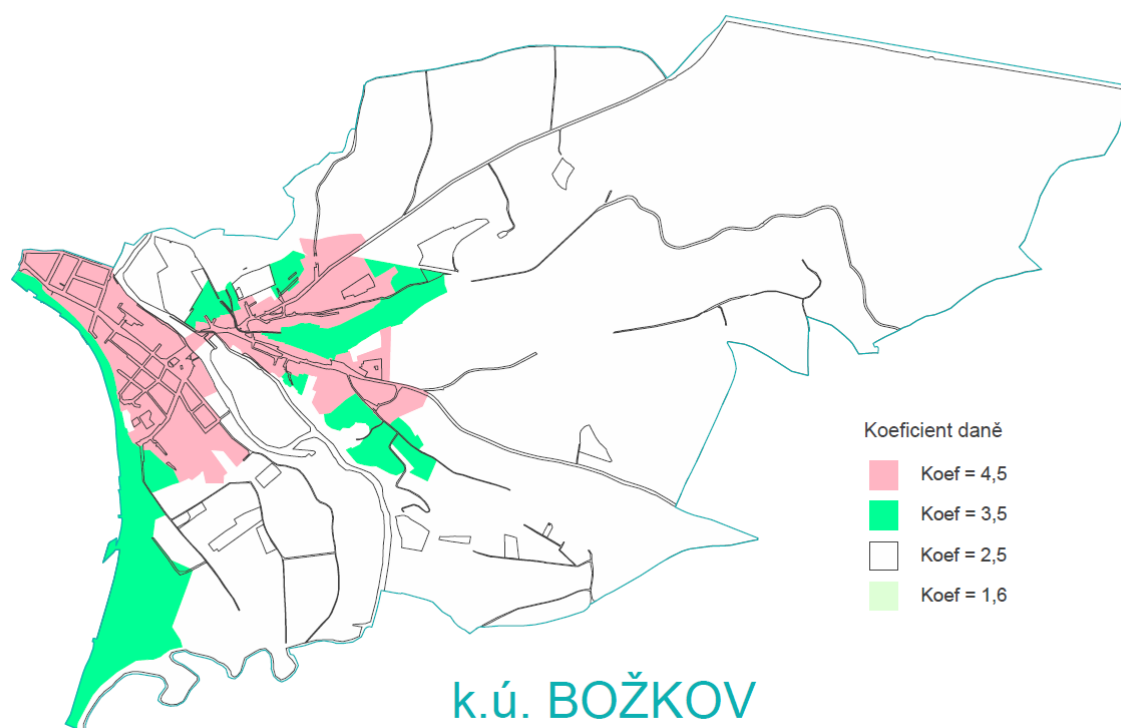 Koeficient daně
Koef = 4,5
Koef = 3,5
Koef = 2,5
Koef = 1,6
k.ú. BOŽKOV